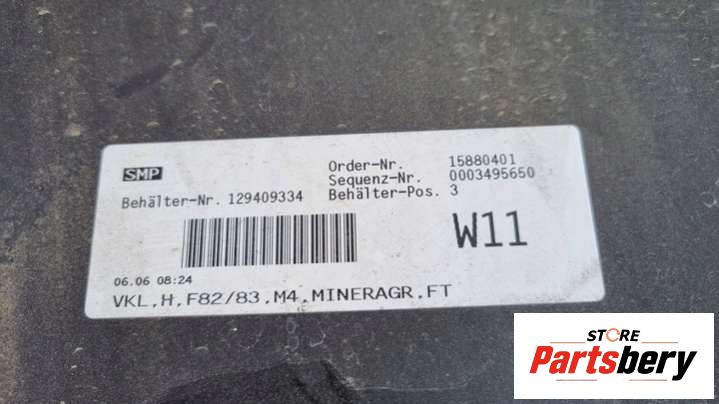 SMP
Order-Nr. 15880401
Sequenz-Nr. 0003495650
Behälter-Nr. 129409334 Behälter-Pos. 3
W11
06.06 08:24
VKL,H,F82/83,M4,MINERAGR,FT
STORE
Partsbery